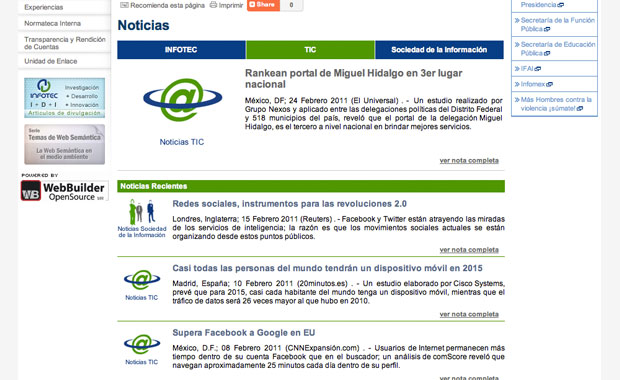 Experiencias
Normateca Interna
Transparencia y Rendición
de Cuentas
Unidad de Enlace
INFOTEC
I + D + I
Investigación
+ Desarrollo
+ Innovación
Artículos de divulgación
Serie
Temas de Web Semántica
La Web Semántica en
el medio ambiente
POWERED BY
WB WebBuilder
OpenSource
Recomienda esta página Imprimir Share 0
Noticias
INFOTEC TIC Sociedad de la Información
Noticias TIC
Rankean portal de Miguel Hidalgo en 3er lugar
nacional
México, DF; 24 Febrero 2011 (El Universal) . - Un estudio realizado por
Grupo Nexos y aplicado entre las delegaciones políticas del Distrito Federal
y 518 municipios del país, reveló que el portal de la delegación Miguel
Hidalgo, es el tercero a nivel nacional en brindar mejores servicios.
ver nota completa
Noticias Recientes
Noticias Sociedad
de la Información
Redes sociales, instrumentos para las revoluciones 2.0
Londres, Inglaterra; 15 Febrero 2011 (Reuters) . - Facebook y Twitter están atrayendo las miradas
de los servicios de inteligencia; la razón es que los movimientos sociales actuales se están
organizando desde estos puntos públicos.
ver nota completa
Noticias TIC
Casi todas las personas del mundo tendrán un dispositivo móvil en 2015
Madrid, España; 10 Febrero 2011 (20minutos.es) . - Un estudio elaborado por Cisco Systems,
prevé que para 2015, casi cada habitante del mundo tenga un dispositivo móvil, mientras que el
tráfico de datos será 26 veces mayor al que hubo en 2010.
ver nota completa
Noticias TIC
Supera Facebook a Google en EU
México, D.F.; 08 Febrero 2011 (CNNExpansión.com) . - Usuarios de Internet permanecen más
tiempo dentro de su cuenta Facebook que en el buscador; un análisis de comScore reveló que
navegan aproximadamente 25 minutos cada día dentro de su perfil.
ver nota completa
Presidencia
Secretaría de la Función
Pública
Secretaría de Educación
Pública
IFAI
Infomex
Más Hombres contra la
violencia ¡súmate!